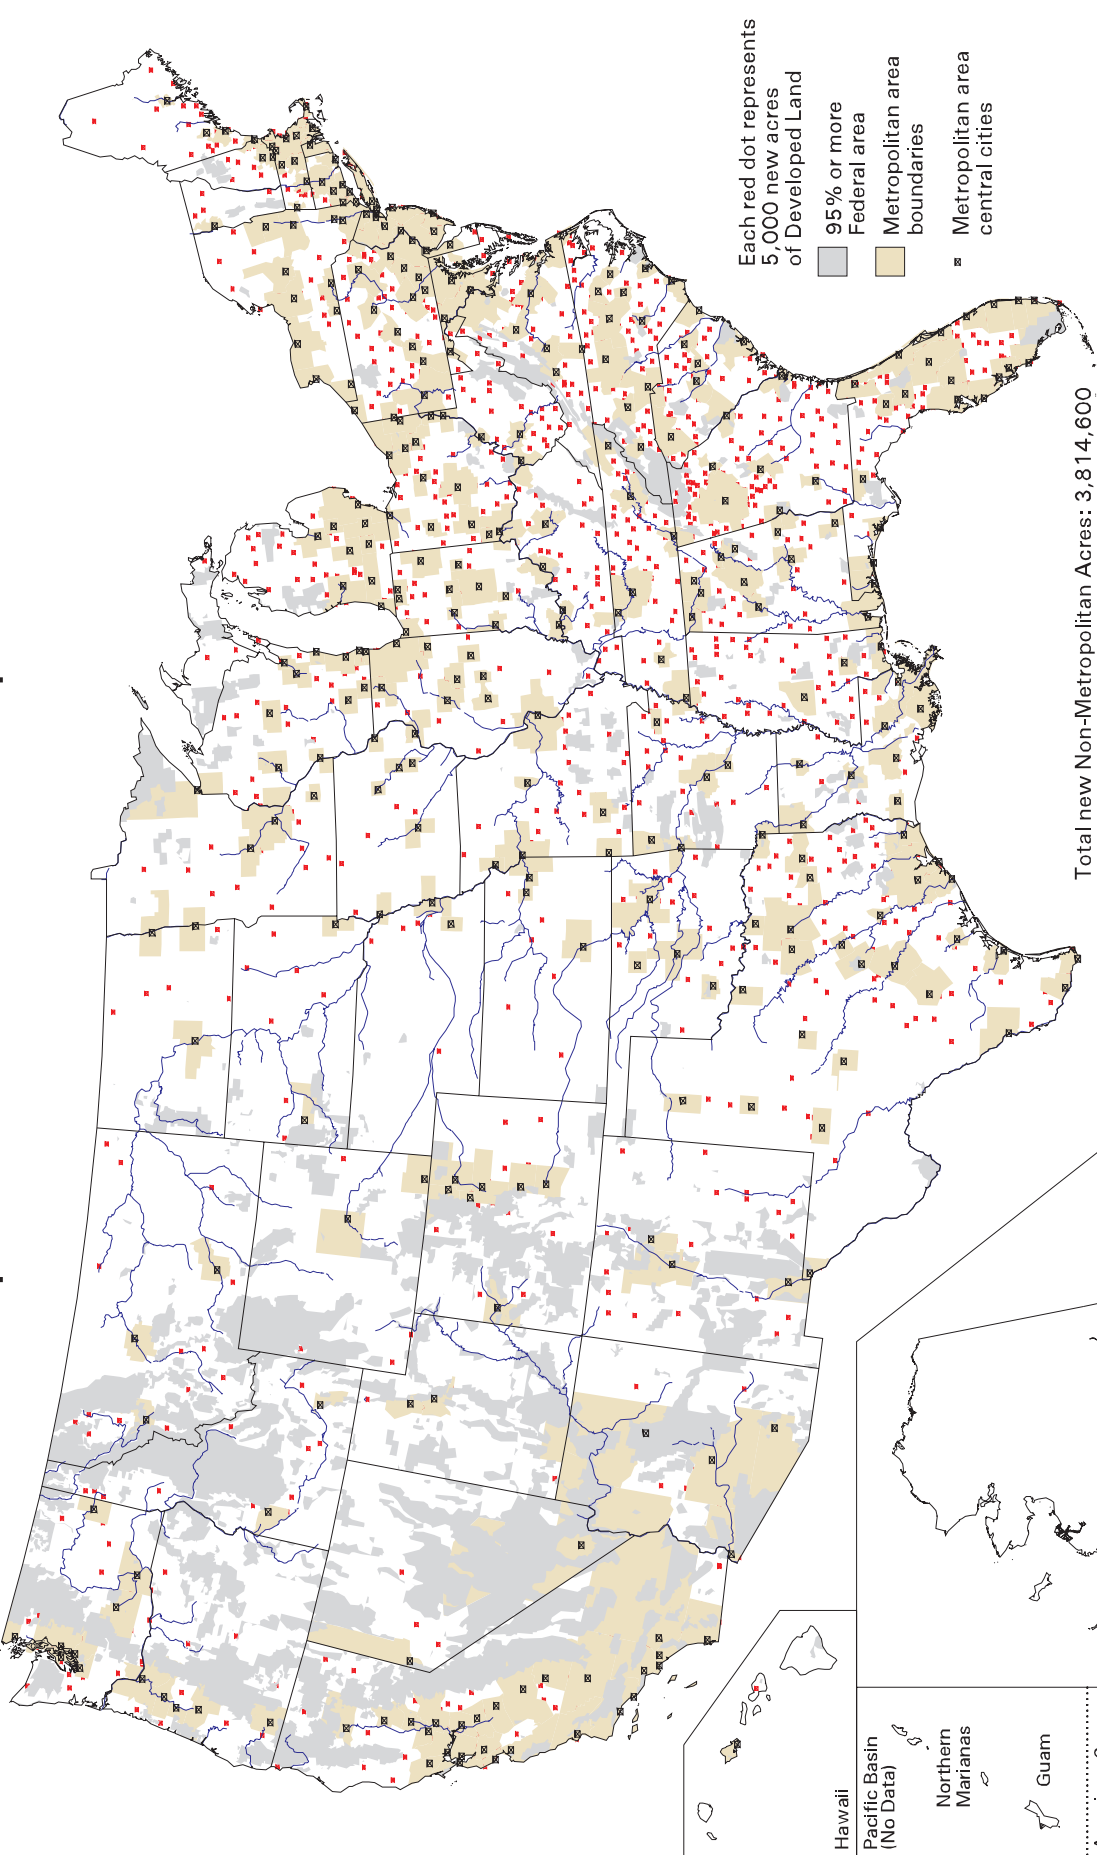 Each red dot represents
5,000 new acres
of Developed Land
95% or more
Federal area
Metropolitan area
boundaries
Metropolitan area
central cities
Total new Non-Metropolitan Acres: 3,814,600
Hawaii
Pacific Basin
(No Data)
Northern
Marianas
Guam